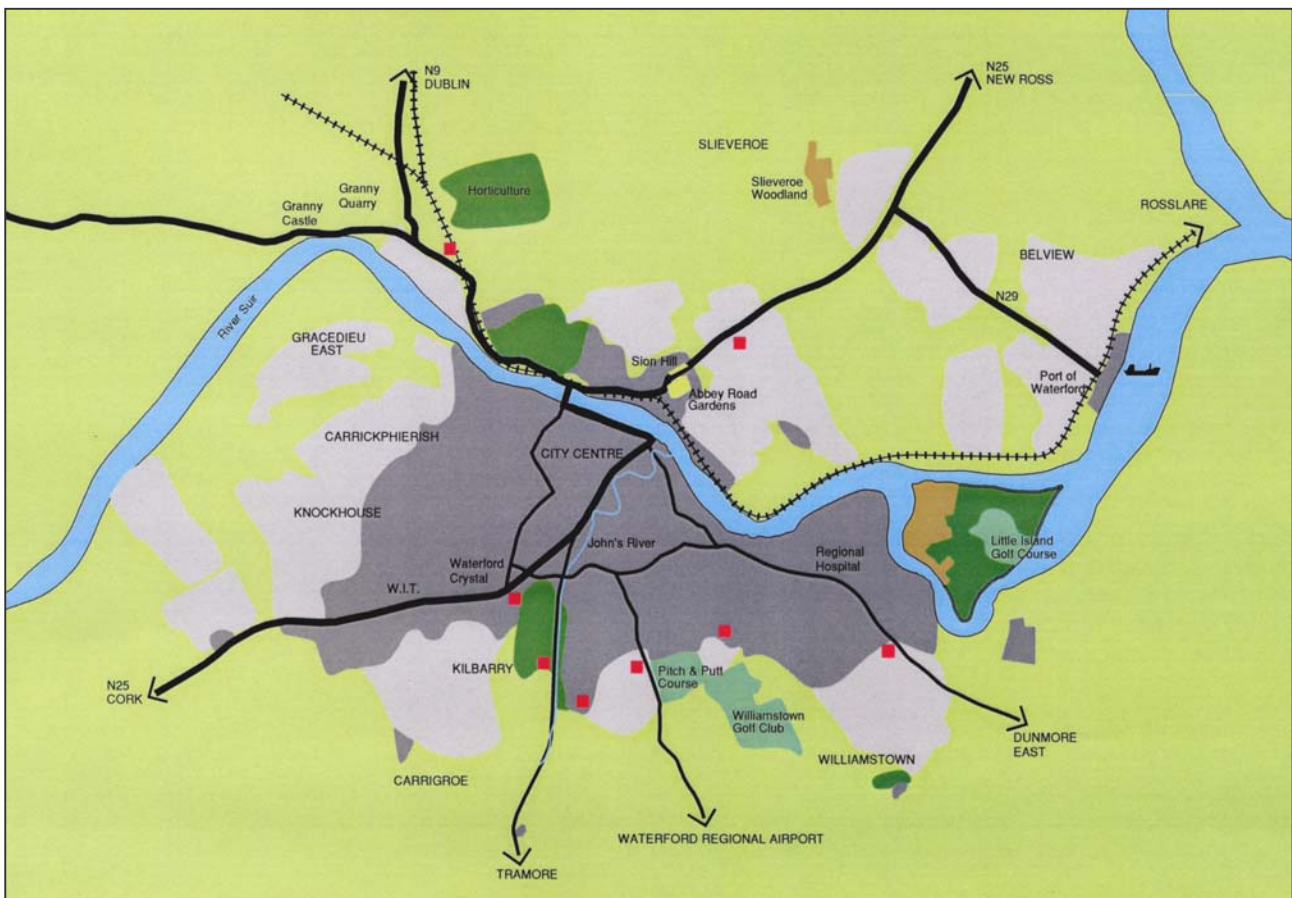 N9
DUBLIN
N25
NEW ROSS
SLIEVEROE
Slieveroe
Woodland
Horticulture
Granny
Quarry
Granny
Castle
ROSSLARE
BELVIEW
N29
River Suir
GRACEDIEU
EAST
Sion Hill
Abbey Road
Gardens
Port of
Waterford
CARRICKPHIERISH
CITY CENTRE
KNOCKHOUSE
John's River
Waterford
Crystal
Regional
Hospital
Little Island
Golf Course
W.I.T.
KILBARRY
Pitch & Putt
Course
N25
CORK
Williamstown
Golf Club
DUNMORE
EAST
WILLIAMSTOWN
CARRIGROE
WATERFORD REGIONAL AIRPORT
TRAMORE